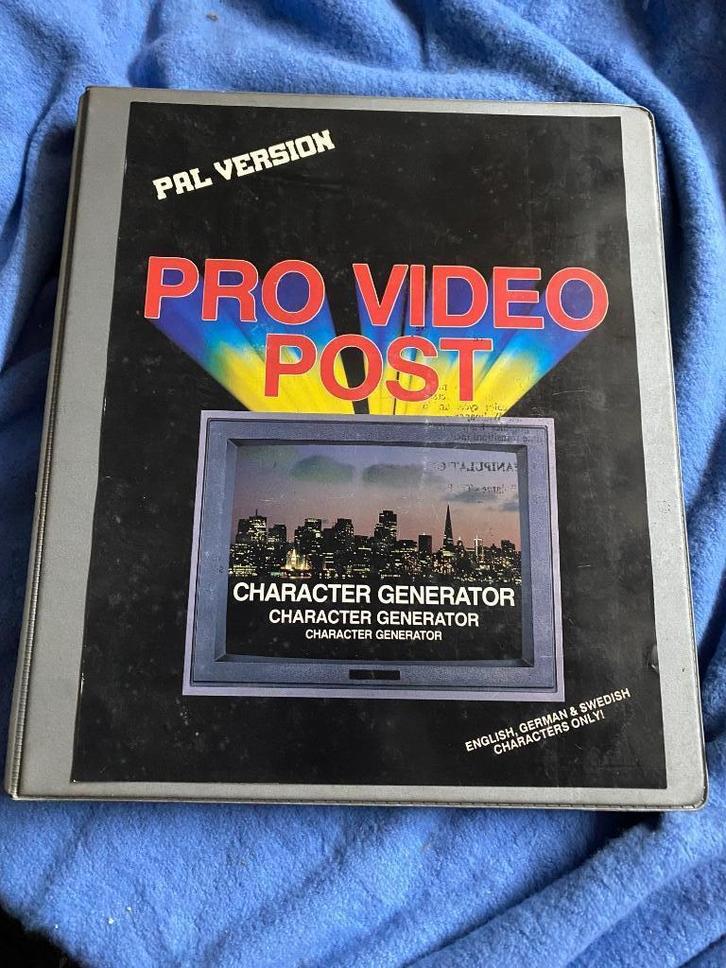 PAL VERSION
PRO VIDEO
POST
CHARACTER GENERATOR
CHARACTER GENERATOR
CHARACTER GENERATOR
ENGLISH, GERMAN & SWEDISH
CHARACTERS ONLY!